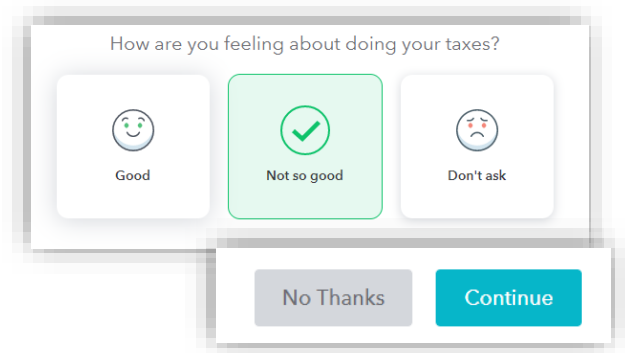 How are you feeling about doing your taxes?
Good
Not so good
Don't ask
No Thanks
Continue